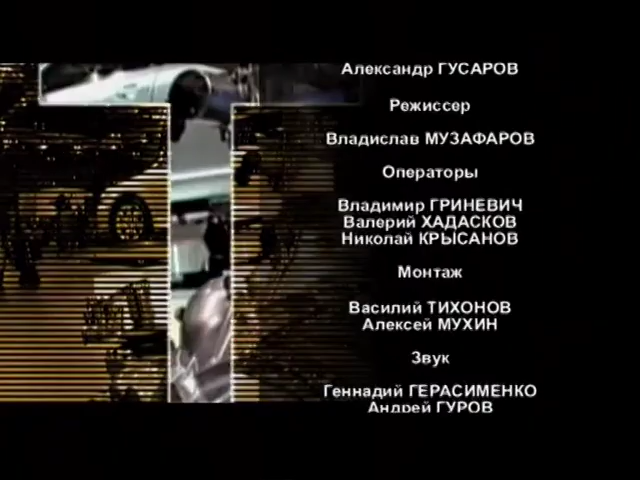 Александр ГУСАРОВ
Режиссер
Владислав МУЗАФАРОВ
Операторы
Владимир ГРИНЕВИЧ
Валерий ХАДАСКОВ
Николай КРЫСАНОВ
Монтаж
Василий ТИХОНОВ
Алексей МУХИН
Звук
Геннадий ГЕРАСИМЕНКО
Андрей ГУРОВ